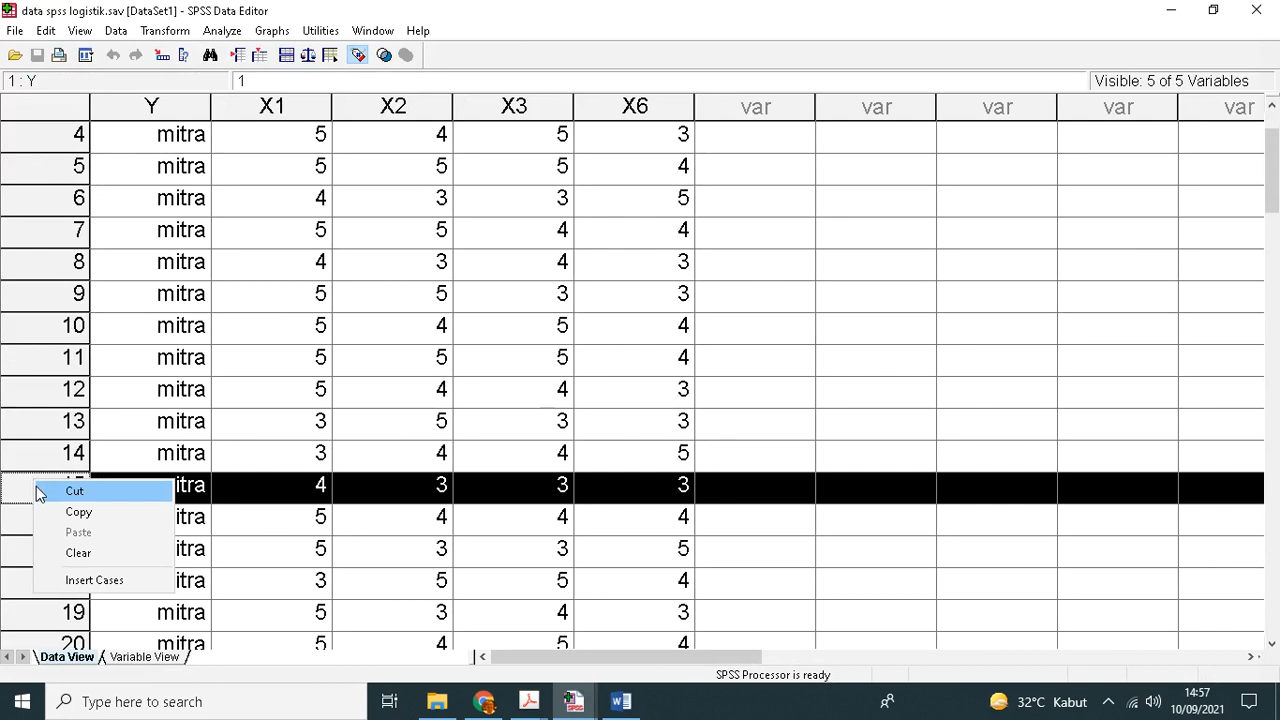 data spss logistik.sav [DataSet1] - SPSS Data Editor
File Edit View Data Transform Analyze Graphs Utilities Window Help
1 : Y 1 Visible: 5 of 5 Variables
Y X1 X2 X3 X6 var var var var var
4 mitra 5 4 5 3
5 mitra 5 5 5 4
6 mitra 4 3 3 5
7 mitra 5 5 4 4
8 mitra 4 3 4 3
9 mitra 5 5 3 3
10 mitra 5 4 5 4
11 mitra 5 5 5 4
12 mitra 5 4 4 3
13 mitra 3 5 3 3
14 mitra 3 4 4 5
itra 4 3 3 3
Cut
Copy
itra 5 4 4 4
Paste
Clear
itra 5 3 3 5
Insert Cases
itra 3 5 5 4
19 mitra 5 3 4 3
20 mitra 5 4 5 4
Data View Variable View
SPSS Processor is ready
Type here to search
32°C Kabut
14:57
10/09/2021